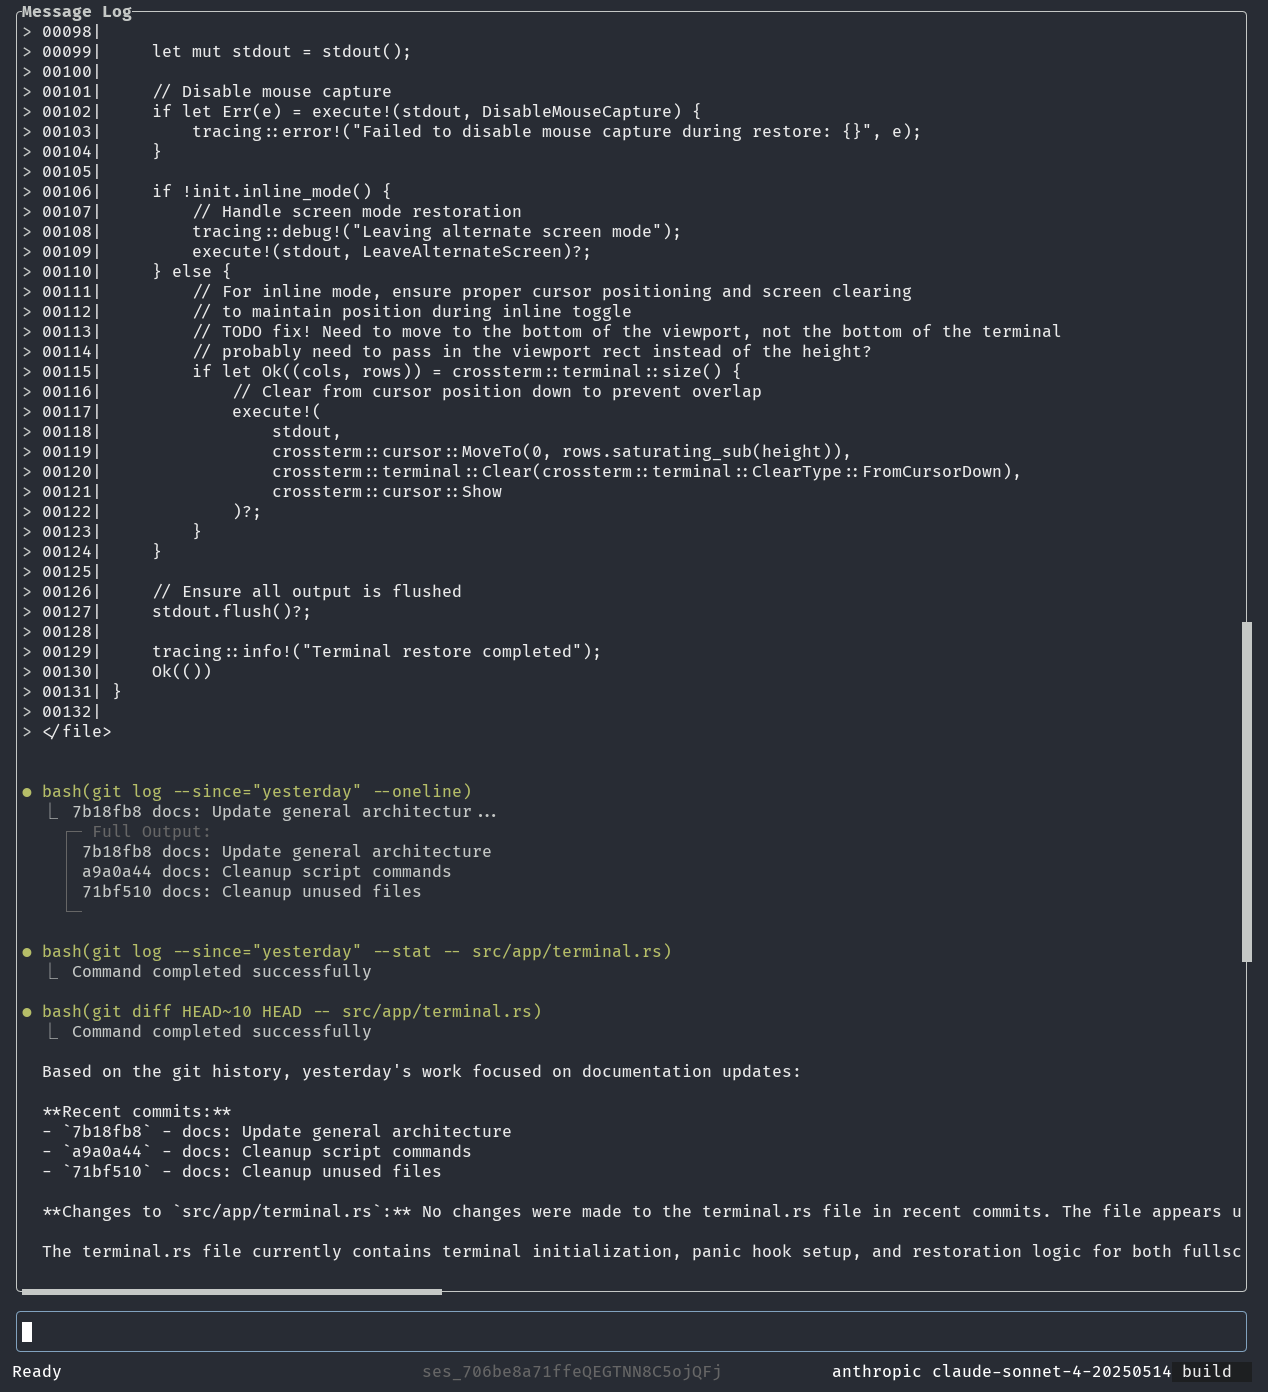 Message Log
> 00098|
> 00099|     let mut stdout = stdout();
> 00100|
> 00101|     // Disable mouse capture
> 00102|     if let Err(e) = execute!(stdout, DisableMouseCapture) {
> 00103|         tracing::error!("Failed to disable mouse capture during restore: {}", e);
> 00104|     }
> 00105|
> 00106|     if !init.inline_mode() {
> 00107|         // Handle screen mode restoration
> 00108|         tracing::debug!("Leaving alternate screen mode");
> 00109|         execute!(stdout, LeaveAlternateScreen)?;
> 00110|     } else {
> 00111|         // For inline mode, ensure proper cursor positioning and screen clearing
> 00112|         // to maintain position during inline toggle
> 00113|         // TODO fix! Need to move to the bottom of the viewport, not the bottom of the terminal
> 00114|         // probably need to pass in the viewport rect instead of the height?
> 00115|         if let Ok((cols, rows)) = crossterm::terminal::size() {
> 00116|             // Clear from cursor position down to prevent overlap
> 00117|             execute!(
> 00118|                 stdout,
> 00119|                 crossterm::cursor::MoveTo(0, rows.saturating_sub(height)),
> 00120|                 crossterm::terminal::Clear(crossterm::terminal::ClearType::FromCursorDown),
> 00121|                 crossterm::cursor::Show
> 00122|             )?;
> 00123|         }
> 00124|     }
> 00125|
> 00126|     // Ensure all output is flushed
> 00127|     stdout.flush()?;
> 00128|
> 00129|     tracing::info!("Terminal restore completed");
> 00130|     Ok(())
> 00131| }
> 00132|
> </file>
● bash(git log --since="yesterday" --oneline)
7b18fb8 docs: Update general architectur...
Full Output:
7b18fb8 docs: Update general architecture
a9a0a44 docs: Cleanup script commands
71bf510 docs: Cleanup unused files
● bash(git log --since="yesterday" --stat -- src/app/terminal.rs)
Command completed successfully
● bash(git diff HEAD~10 HEAD -- src/app/terminal.rs)
Command completed successfully
Based on the git history, yesterday's work focused on documentation updates:
**Recent commits:**
- `7b18fb8` - docs: Update general architecture
- `a9a0a44` - docs: Cleanup script commands
- `71bf510` - docs: Cleanup unused files
**Changes to `src/app/terminal.rs`:** No changes were made to the terminal.rs file in recent commits. The file appears u
The terminal.rs file currently contains terminal initialization, panic hook setup, and restoration logic for both fullsc
Ready ses_706be8a71ffeQEGTNN8C5ojQFj anthropic claude-sonnet-4-20250514 build